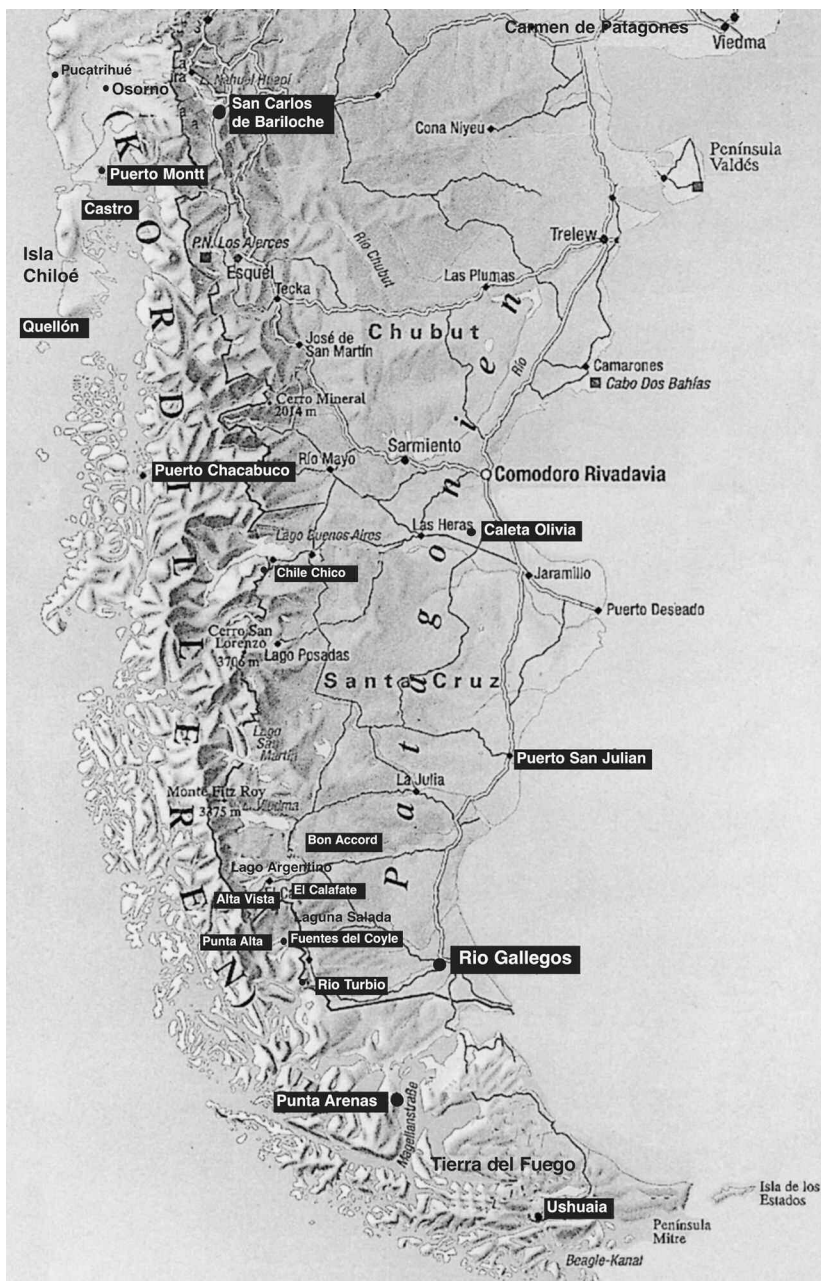 Carmen de Patagones
Viedma
Pucatrihué
L. Nahuel Huapi
Osorno
San Carlos
de Bariloche
Cona Niyeu
Península
Valdés
Puerto Montt
Castro
Isla
Chiloé
P.N. Los Alerces
Esquel
Río Chubut
Trelew
Tecka
Las Plumas
Quellón
Chubut
José de
San Martín
Río
Camarones
Cabo Dos Bahías
Cerro Mineral
2014 m
Sarmiento
Puerto Chacabuco
Río Mayo
Comodoro Rivadavia
Las Heras
Caleta Olivia
Lago Buenos Aires
Chile Chico
Jaramillo
Puerto Deseado
Cerro San
Lorenzo
3706 m
Lago Posadas
Santa Cruz
Lago
San
Martín
Puerto San Julian
La Julia
Monte Fitz Roy
3375 m
L. Viedma
Bon Accord
Lago Argentino
El Calafate
Alta Vista
Laguna Salada
Punta Alta
Fuentes del Coyle
Rio Gallegos
Rio Turbio
(KORDILLEREN)
Patagonien
Punta Arenas
Magellanstraße
Tierra del Fuego
Ushuaia
Isla de los
Estados
Península
Mitre
Beagle-Kanal